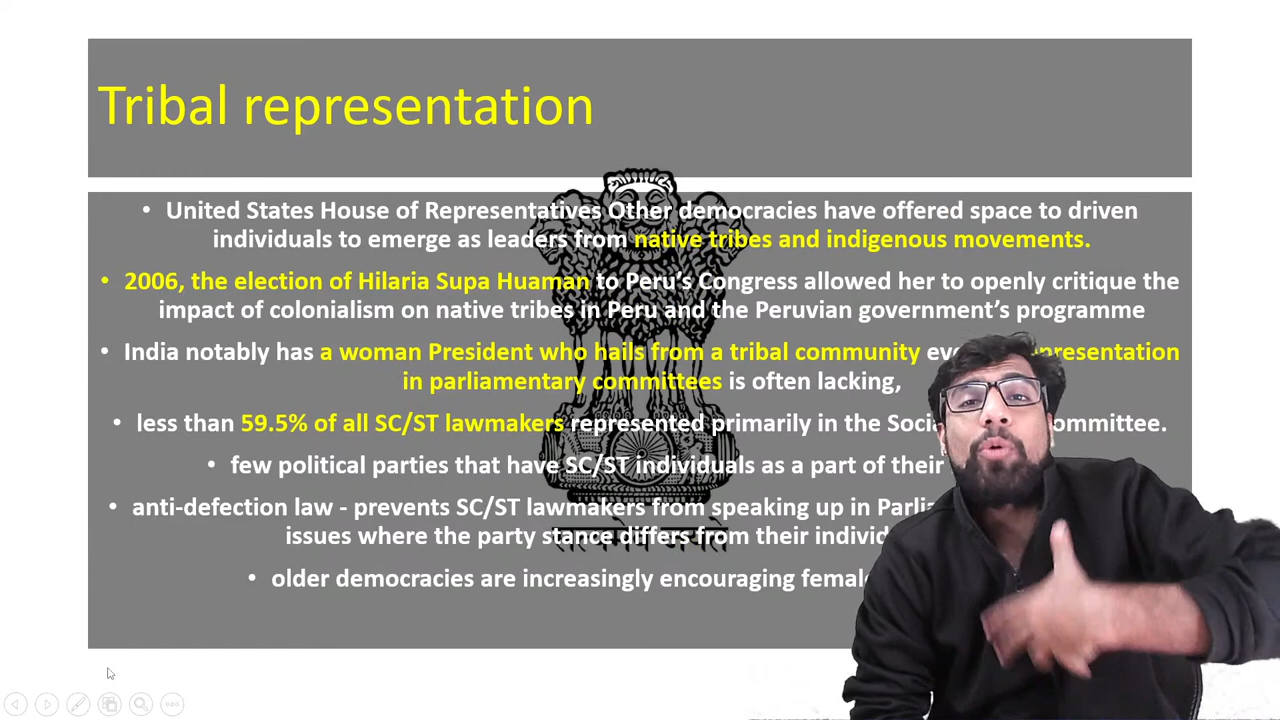 Tribal representation
• United States House of Representatives Other democracies have offered space to driven
individuals to emerge as leaders from native tribes and indigenous movements.
• 2006, the election of Hilaria Supa Huaman to Peru's Congress allowed her to openly critique the
impact of colonialism on native tribes in Peru and the Peruvian government's programme
• India notably has a woman President who hails from a tribal community
in parliamentary committees is often lacking,
• less than 59.5% of all SC/ST lawmakers represented primarily in the
• few political parties that have SC/ST individuals as a part of their
• anti-defection law - prevents SC/ST lawmakers from speaking up in
issues where the party stance differs from their
• older democracies are increasingly encouraging
सत्यमेव जयते